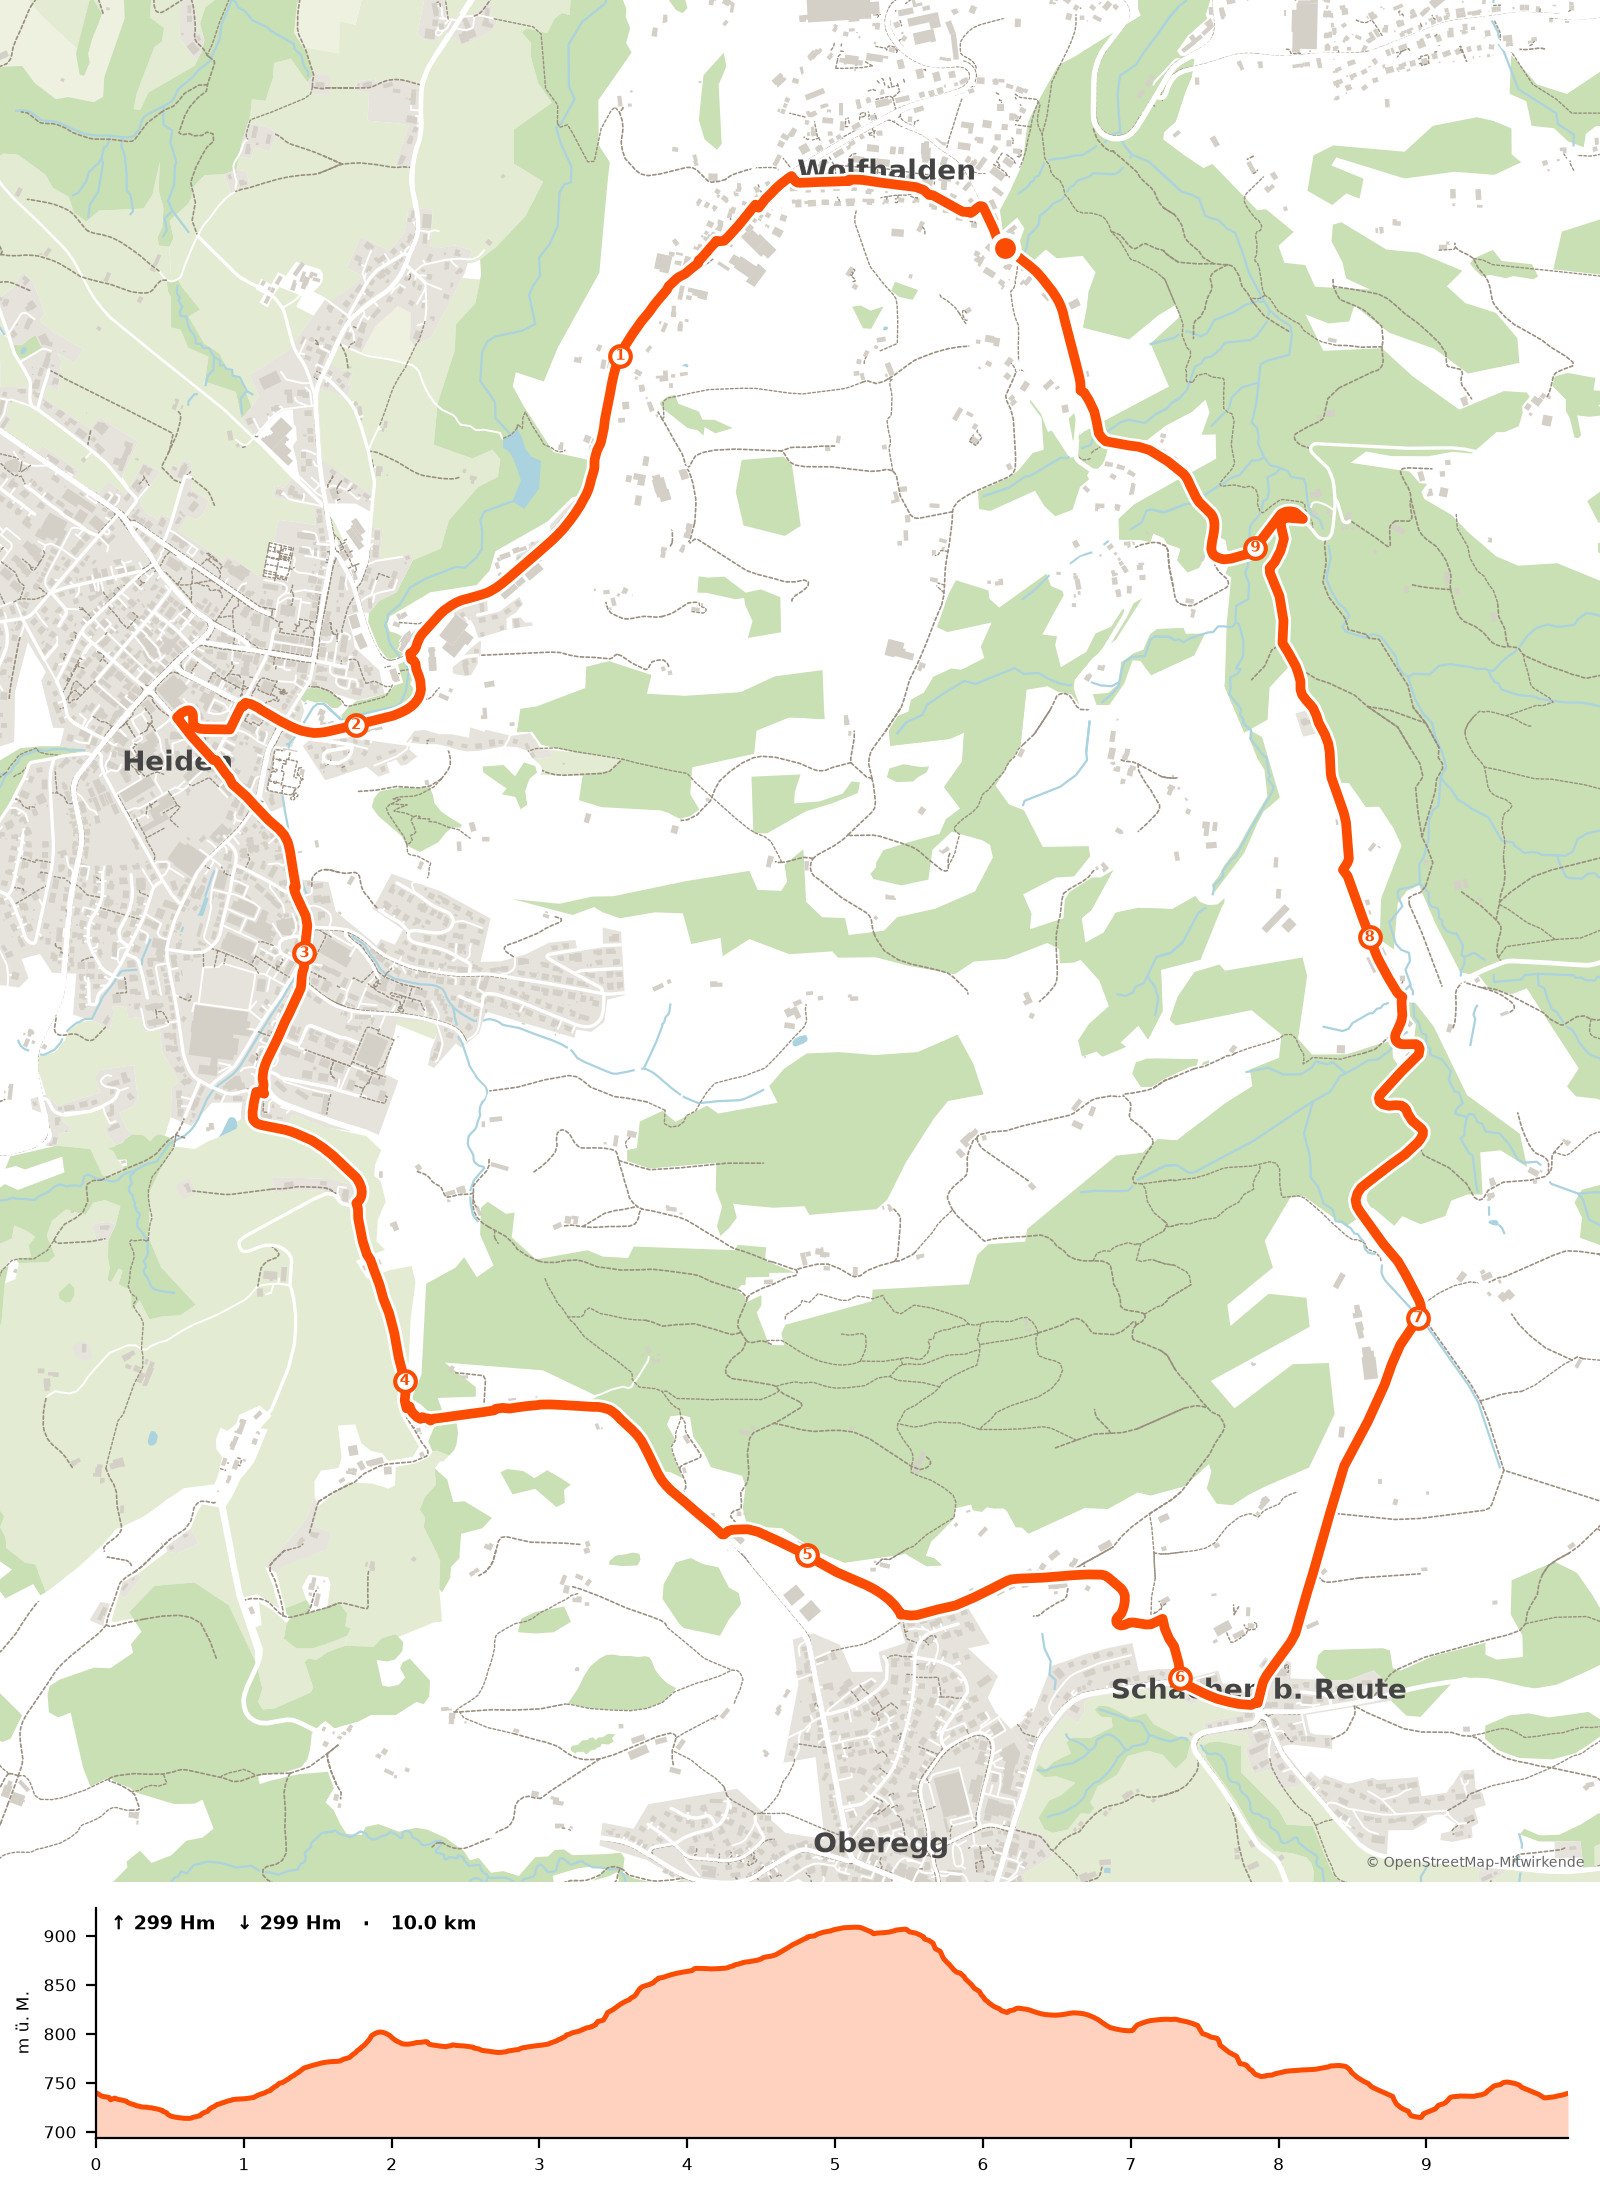 Wolfhalden
1
9
2
Heiden
8
3
7
4
5
6
Schachen b. Reute
Oberegg
© OpenStreetMap-Mitwirkende
↑ 299 Hm ↓ 299 Hm · 10.0 km
m ü. M.
900
850
800
750
700
0 1 2 3 4 5 6 7 8 9